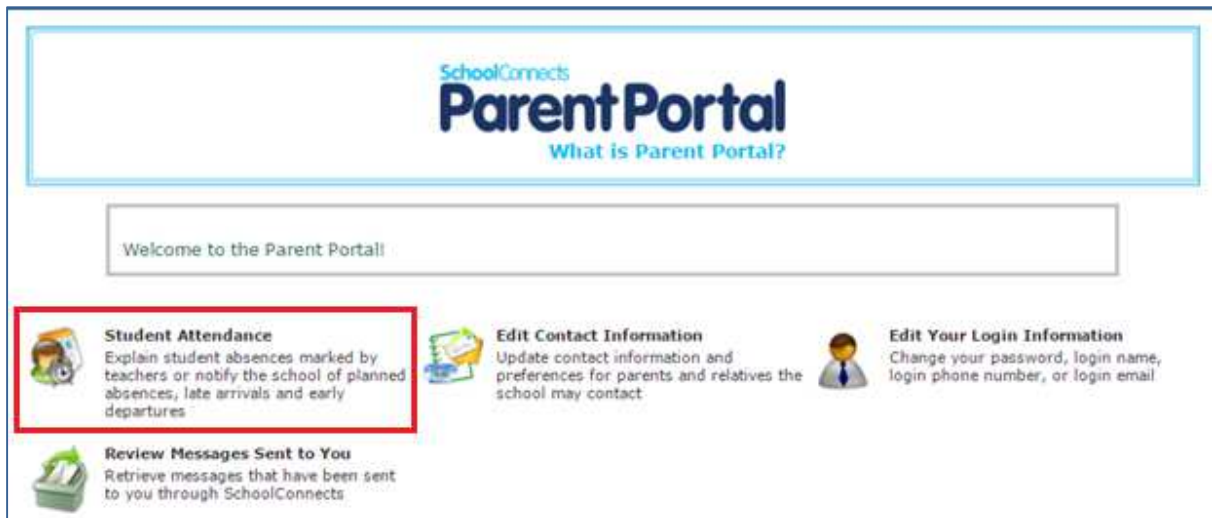 SchoolConnects
ParentPortal
What is Parent Portal?
Welcome to the Parent Portal!
Student Attendance
Explain student absences marked by
teachers or notify the school of planned
absences, late arrivals and early
departures
Edit Contact Information
Update contact information and
preferences for parents and relatives the
school may contact
Edit Your Login Information
Change your password, login name,
login phone number, or login email
Review Messages Sent to You
Retrieve messages that have been sent
to you through SchoolConnects